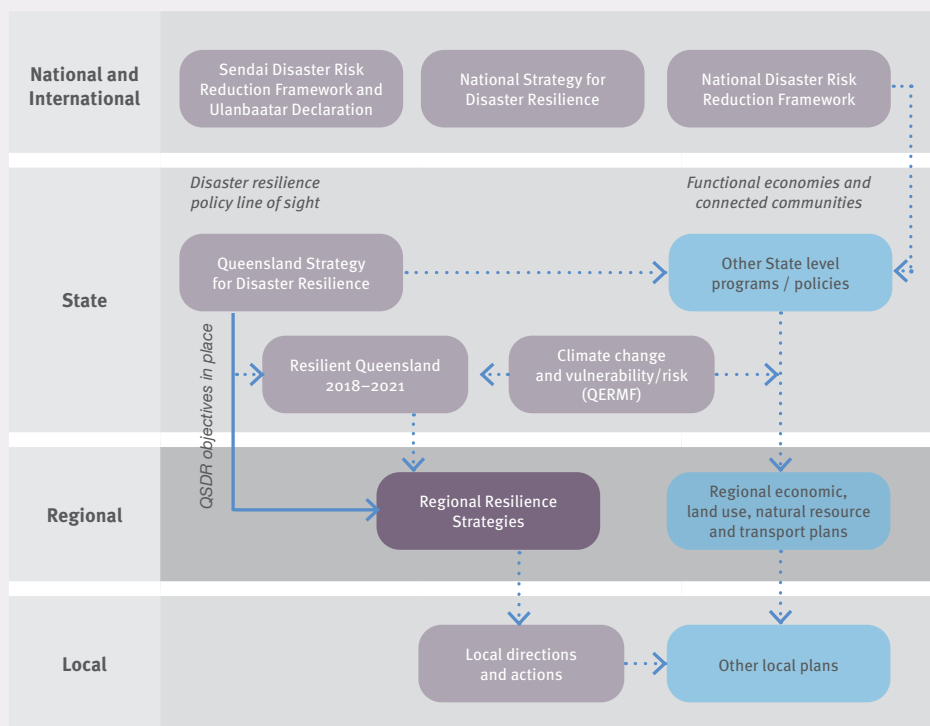 National and
International
Sendai Disaster Risk
Reduction Framework and
Ulanbaatar Declaration
National Strategy for
Disaster Resilience
National Disaster Risk
Reduction Framework
State
Disaster resilience
policy line of sight
Functional economies and
connected communities
Queensland Strategy
for Disaster Resilience
Other State level
programs / policies
QSDR objectives in place
Resilient Queensland
2018–2021
Climate change
and vulnerability/risk
(QERMF)
Regional
Regional Resilience
Strategies
Regional economic,
land use, natural resource
and transport plans
Local
Local directions
and actions
Other local plans